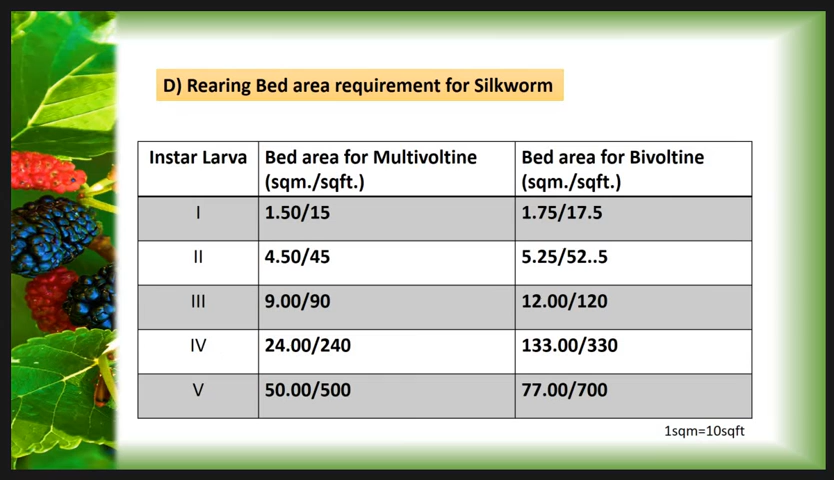 D) Rearing Bed area requirement for Silkworm
Instar Larva Bed area for Multivoltine (sqm./sqft.) Bed area for Bivoltine (sqm./sqft.)
I 1.50/15 1.75/17.5
II 4.50/45 5.25/52..5
III 9.00/90 12.00/120
IV 24.00/240 133.00/330
V 50.00/500 77.00/700
1sqm=10sqft